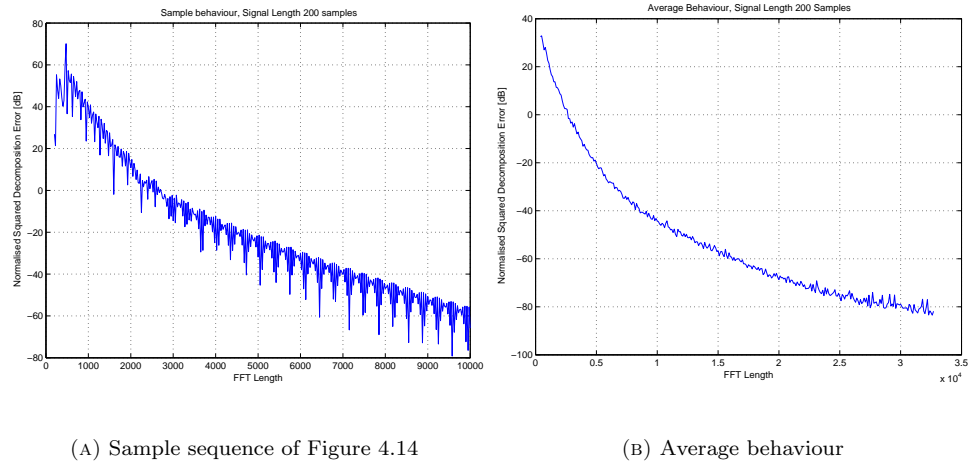 Sample behaviour, Signal Length 200 samples
Normalised Squared Decomposition Error [dB]
80
60
40
20
0
−20
−40
−60
−80
0 1000 2000 3000 4000 5000 6000 7000 8000 9000 10000
FFT Length
(A) Sample sequence of Figure 4.14
Average Behaviour, Signal Length 200 Samples
Normalised Squared Decomposition Error [dB]
40
20
0
−20
−40
−60
−80
−100
0 0.5 1 1.5 2 2.5 3 3.5
x 10^4
FFT Length
(B) Average behaviour